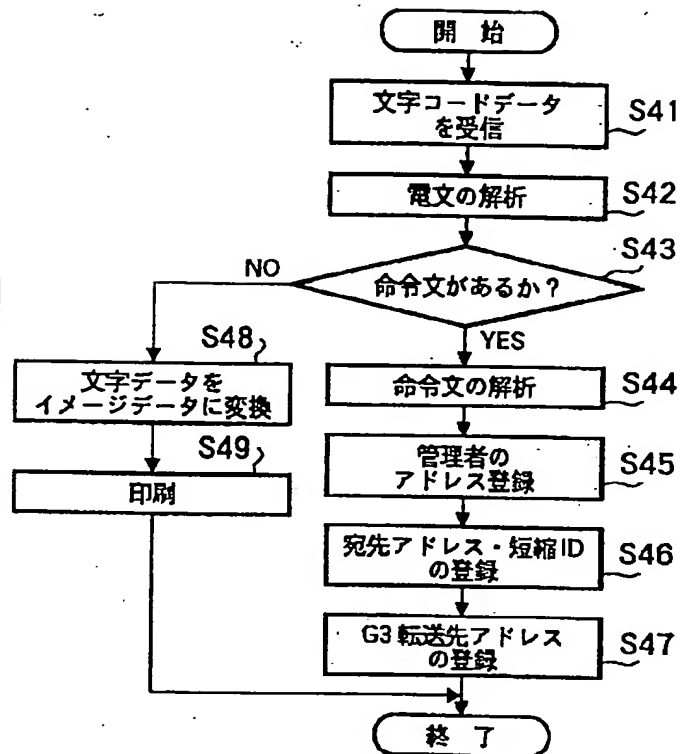 開 始
文字コードデータ
を受信
S41
電文の解析
S42
命令文があるか?
S43
NO
YES
S48
文字データを
イメージデータに変換
S49
印刷
命令文の解析
S44
管理者の
アドレス登録
S45
宛先アドレス・短縮ID
の登録
S46
G3転送先アドレス
の登録
S47
終 了